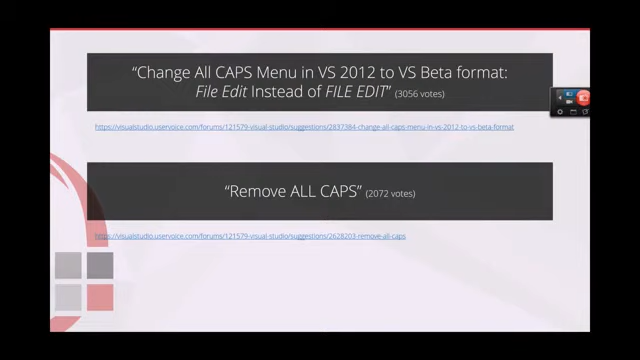 “Change All CAPS Menu in VS 2012 to VS Beta format:
File Edit Instead of FILE EDIT” (3056 votes)
https://visualstudio.uservoice.com/forums/121579-visual-studio/suggestions/2837384-change-all-caps-menu-in-vs-2012-to-vs-beta-format
“Remove ALL CAPS” (2072 votes)
https://visualstudio.uservoice.com/forums/121579-visual-studio/suggestions/2628203-remove-all-caps